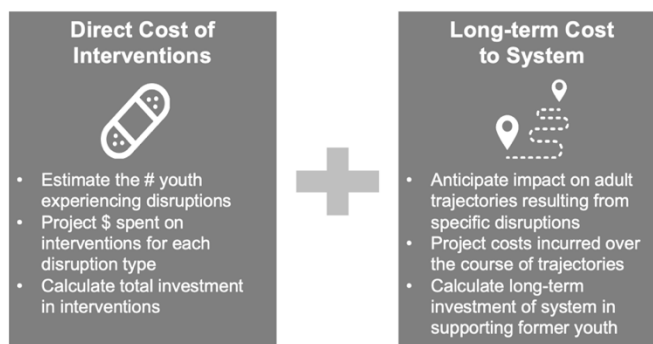 Direct Cost of
Interventions
• Estimate the # youth
experiencing disruptions
• Project $ spent on
interventions for each
disruption type
• Calculate total investment
in interventions
Long-term Cost
to System
• Anticipate impact on adult
trajectories resulting from
specific disruptions
• Project costs incurred over
the course of trajectories
• Calculate long-term
investment of system in
supporting former youth